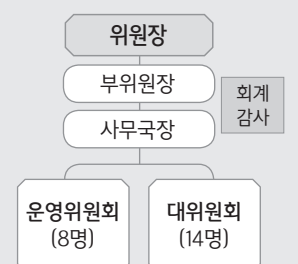 위원장
부위원장
회계
감사
사무국장
운영위원회
(8명)
대위원회
(14명)